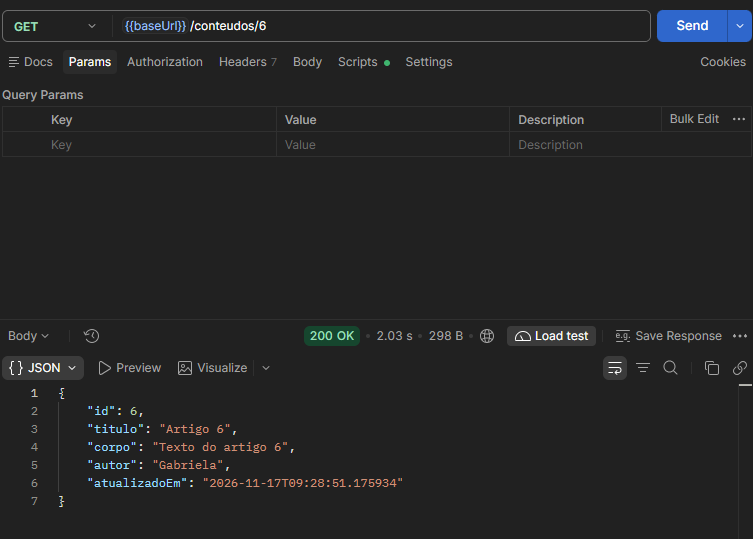 GET {{baseUrl}} /conteudos/6 Send
Docs Params Authorization Headers 7 Body Scripts Settings Cookies
Query Params
Key Value Description Bulk Edit
Key Value Description
Body 200 OK 2.03 s 298 B Load test e.g. Save Response
{} JSON Preview Visualize
1 {
2 "id": 6,
3 "titulo": "Artigo 6",
4 "corpo": "Texto do artigo 6",
5 "autor": "Gabriela",
6 "atualizadoEm": "2026-11-17T09:28:51.175934"
7 }